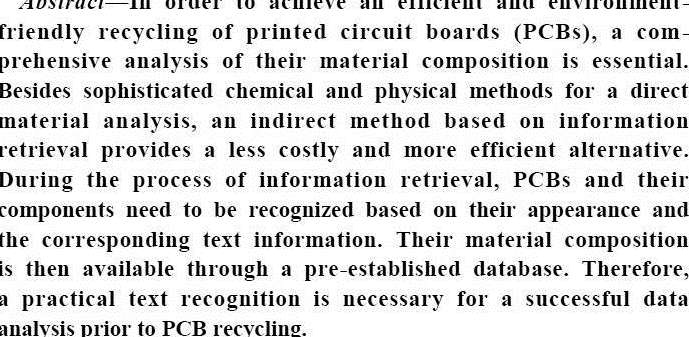 Abstract—In order to achieve an efficient and environment-
friendly recycling of printed circuit boards (PCBs), a com-
prehensive analysis of their material composition is essential.
Besides sophisticated chemical and physical methods for a direct
material analysis, an indirect method based on information
retrieval provides a less costly and more efficient alternative.
During the process of information retrieval, PCBs and their
components need to be recognized based on their appearance and
the corresponding text information. Their material composition
is then available through a pre-established database. Therefore,
a practical text recognition is necessary for a successful data
analysis prior to PCB recycling.